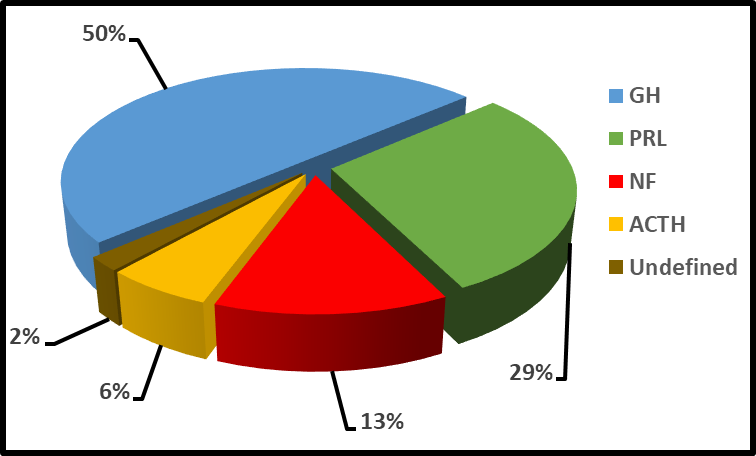 50%
GH
PRL
NF
ACTH
Undefined
2%
6%
13%
29%